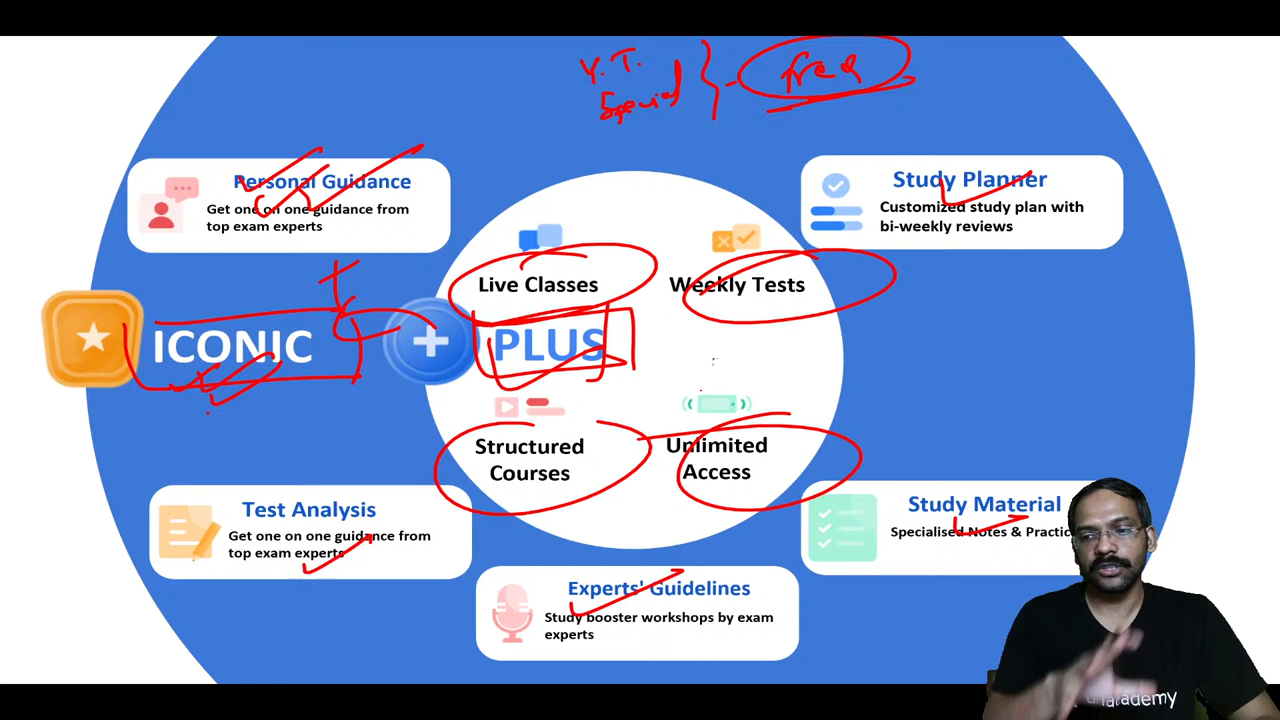 Y. T.
Special
free
Personal Guidance
Get one on one guidance from
top exam experts
Study Planner
Customized study plan with
bi-weekly reviews
Live Classes
Weekly Tests
ICONIC
PLUS
Structured
Courses
Unlimited
Access
Test Analysis
Get one on one guidance from
top exam experts
Study Material
Specialised Notes & Practic
Experts' Guidelines
Study booster workshops by exam
experts